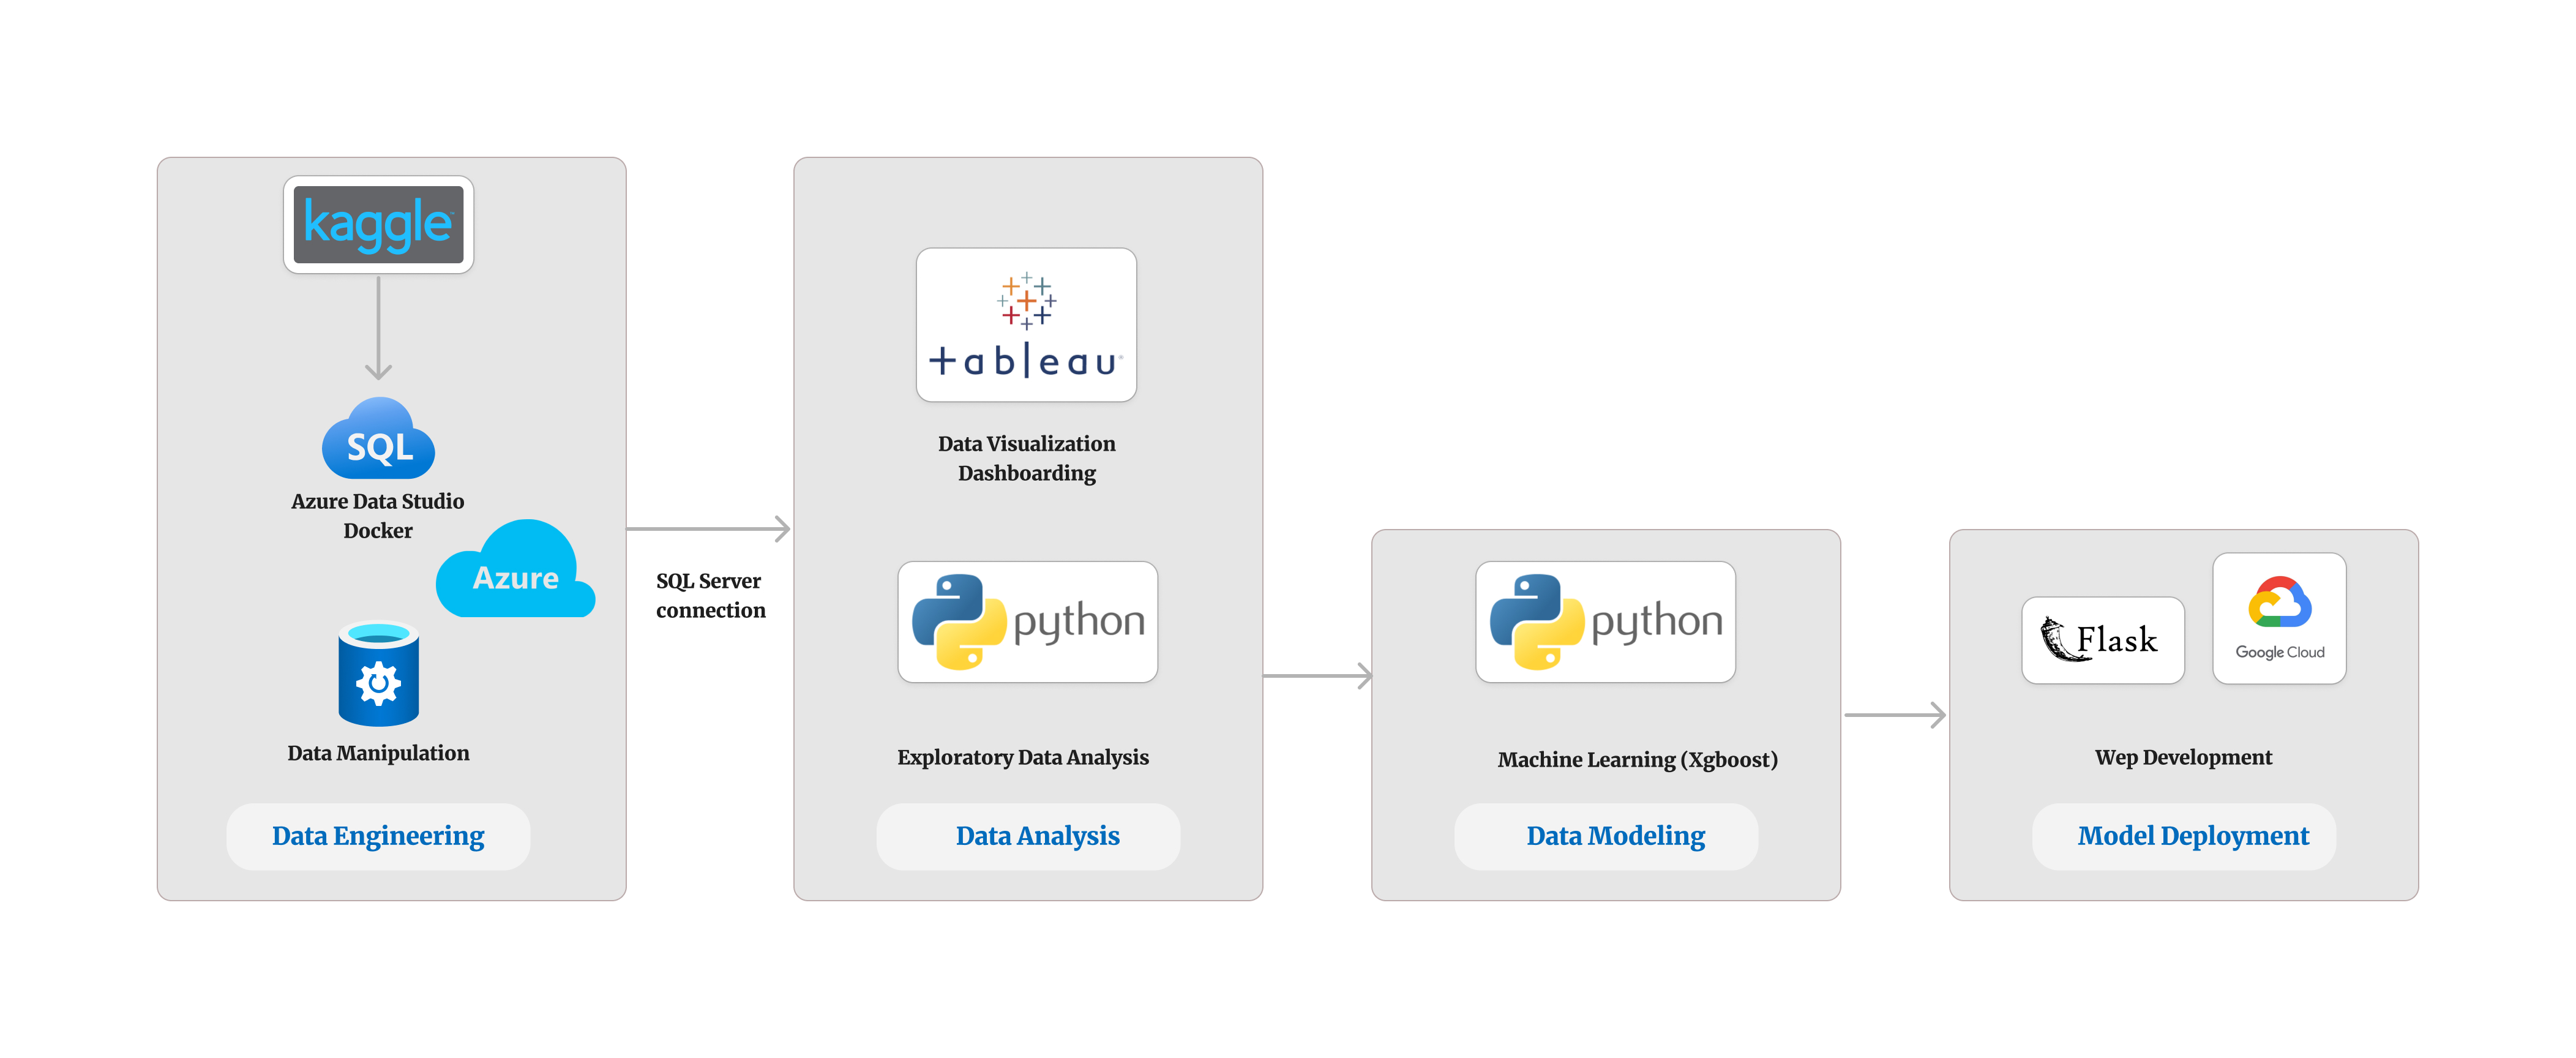 kaggle
SQL
Azure Data Studio
Docker
Azure
Data Manipulation
Data Engineering
SQL Server
connection
+ableau
Data Visualization
Dashboarding
python
Exploratory Data Analysis
Data Analysis
python
Machine Learning (Xgboost)
Data Modeling
Flask
Google Cloud
Wep Development
Model Deployment